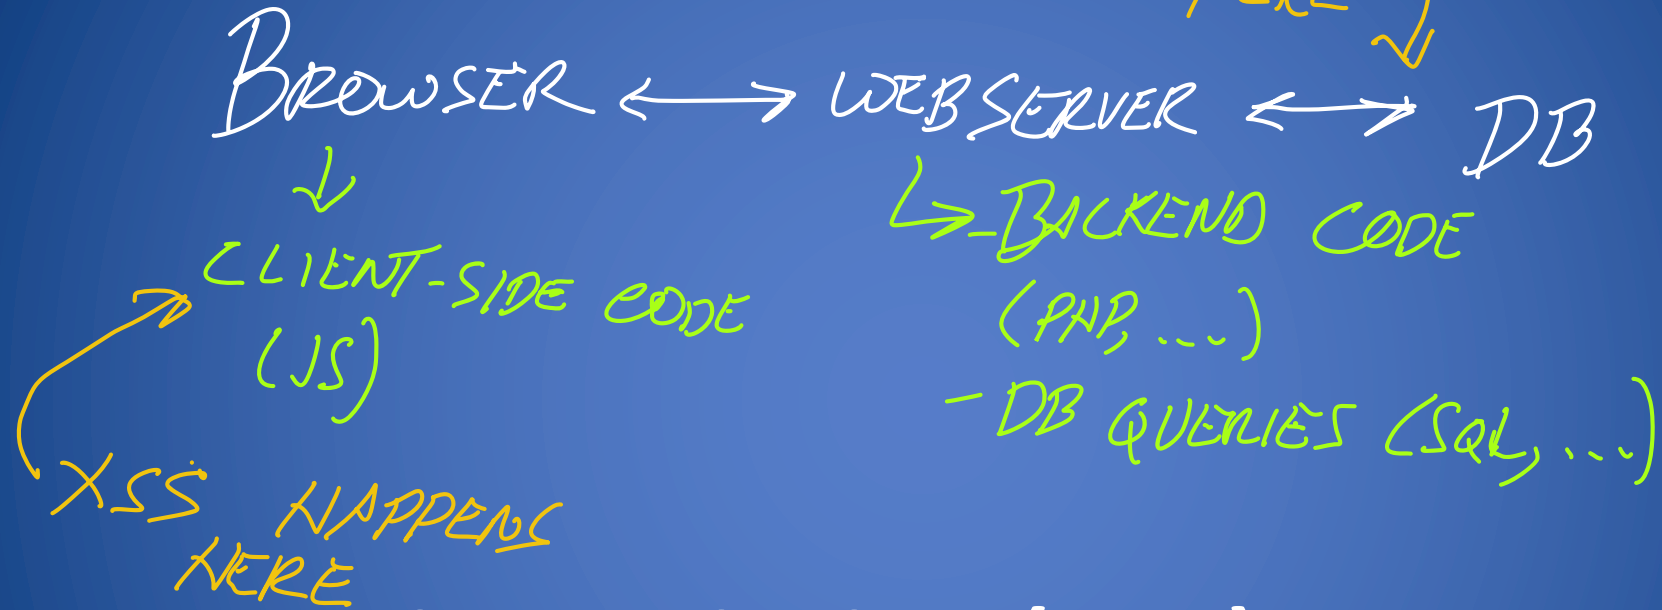 BROWSER ↔ WEBSERVER ↔ DB
CLIENT-SIDE CODE
(JS)
- BACKEND CODE
(PHP, ...)
- DB QUERIES (SQL, ...)
XSS HAPPENS
HERE